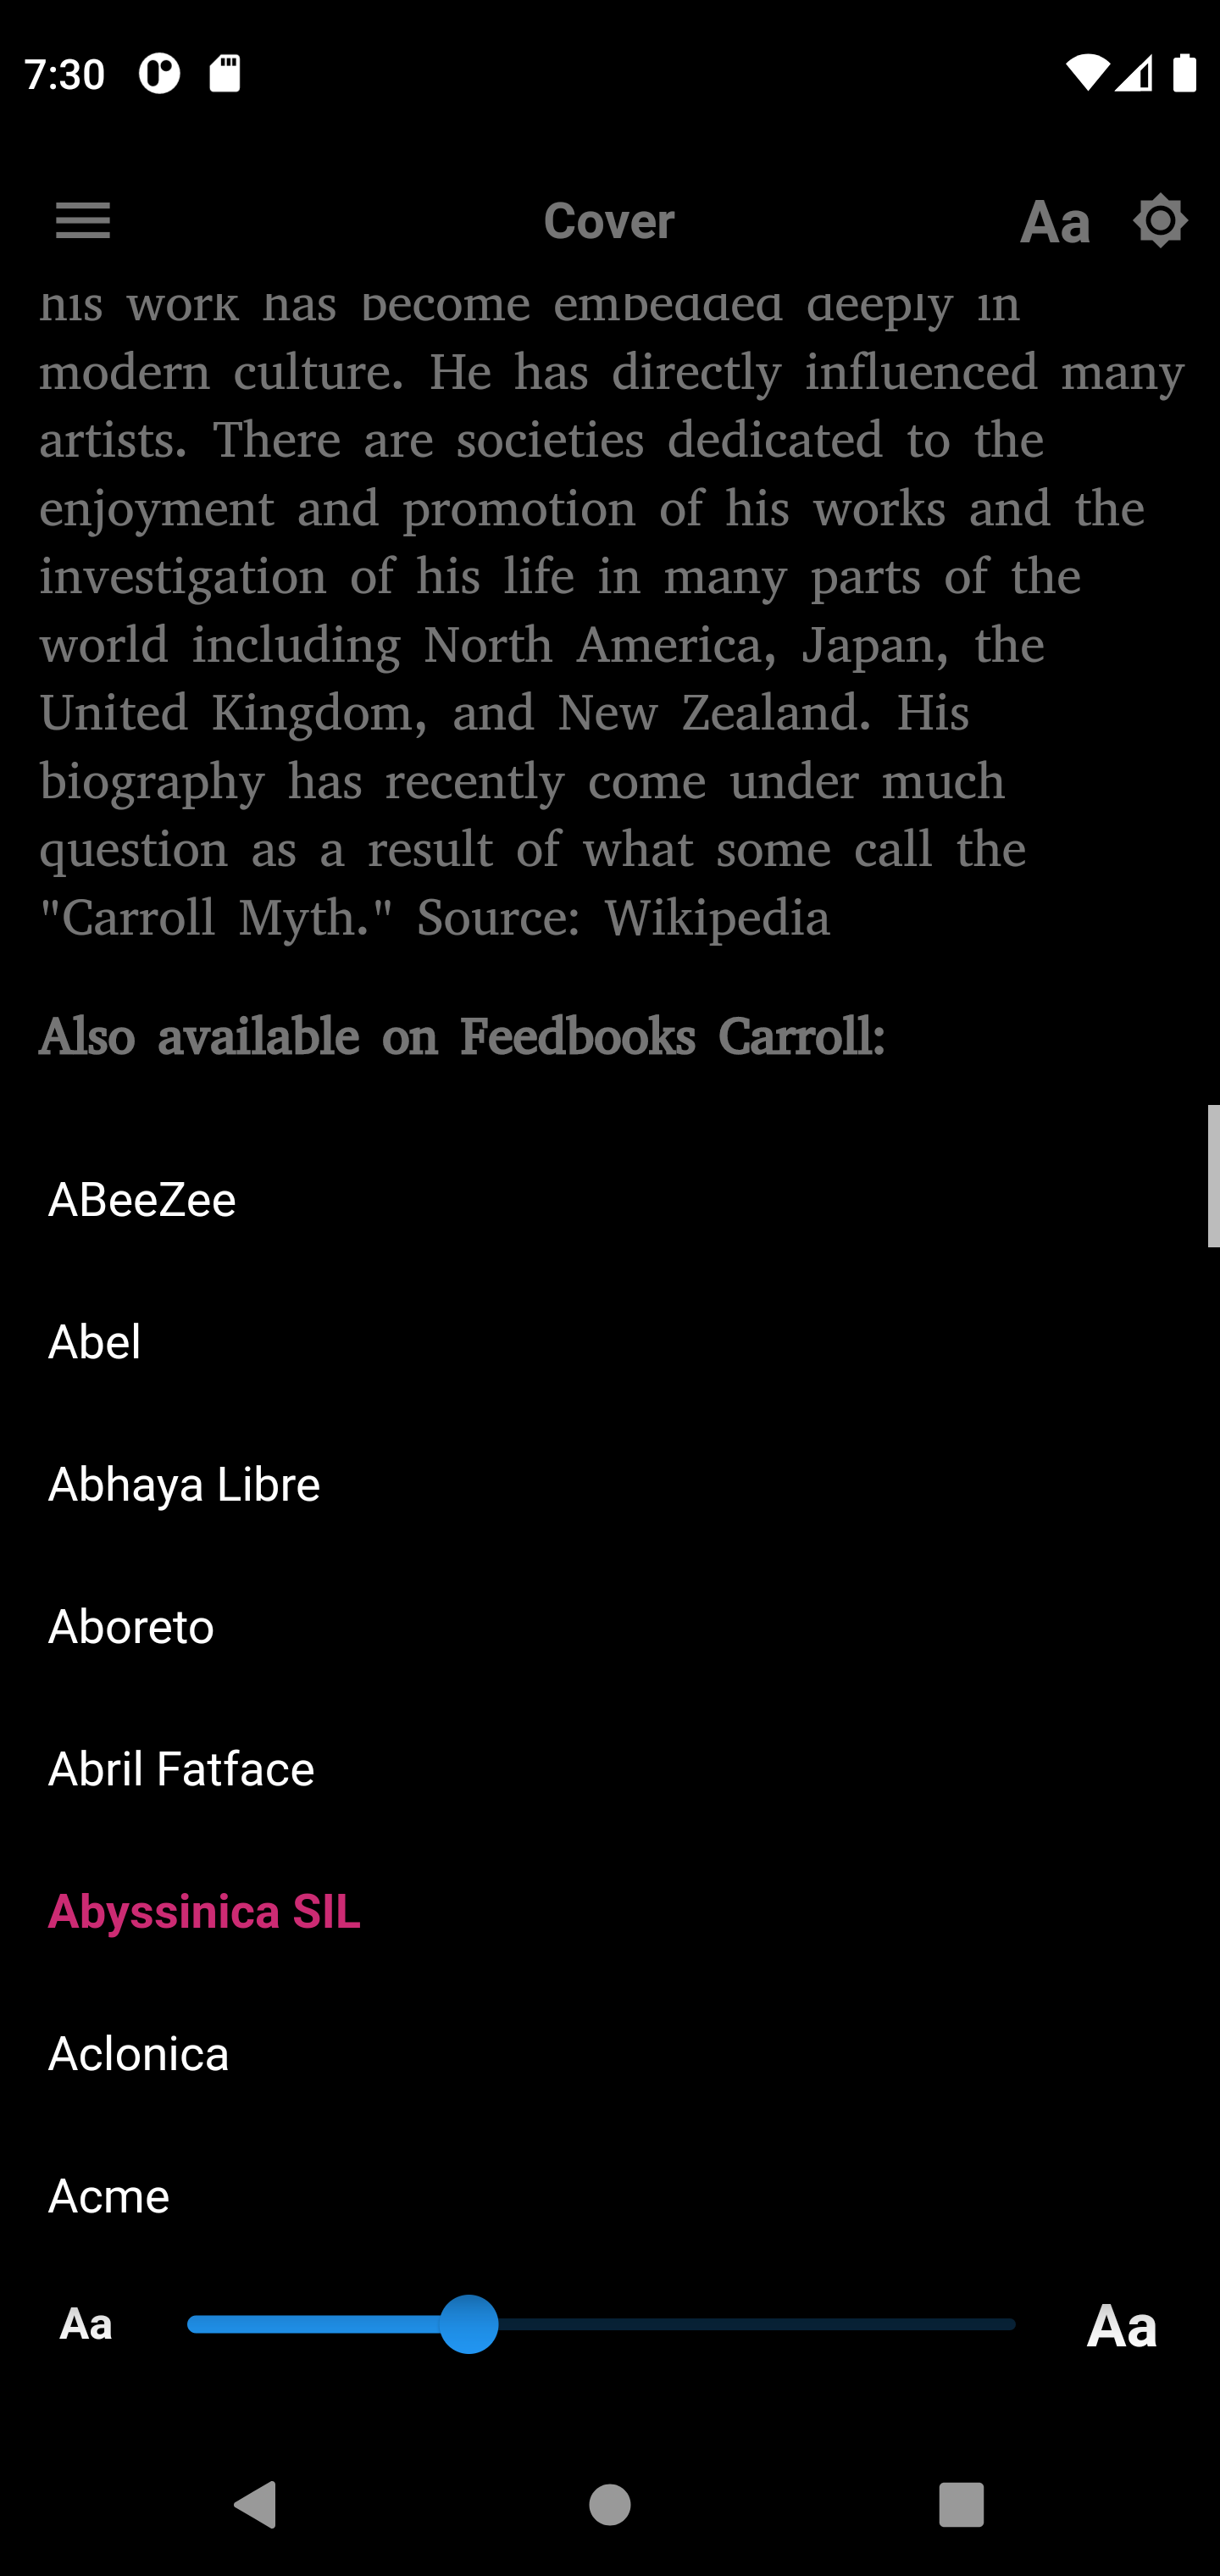 7:30
Cover
Aa
his work has become embedded deeply in
modern culture. He has directly influenced many
artists. There are societies dedicated to the
enjoyment and promotion of his works and the
investigation of his life in many parts of the
world including North America, Japan, the
United Kingdom, and New Zealand. His
biography has recently come under much
question as a result of what some call the
"Carroll Myth." Source: Wikipedia
Also available on Feedbooks Carroll:
ABeeZee
Abel
Abhaya Libre
Aboreto
Abril Fatface
Abyssinica SIL
Aclonica
Acme
Aa
Aa